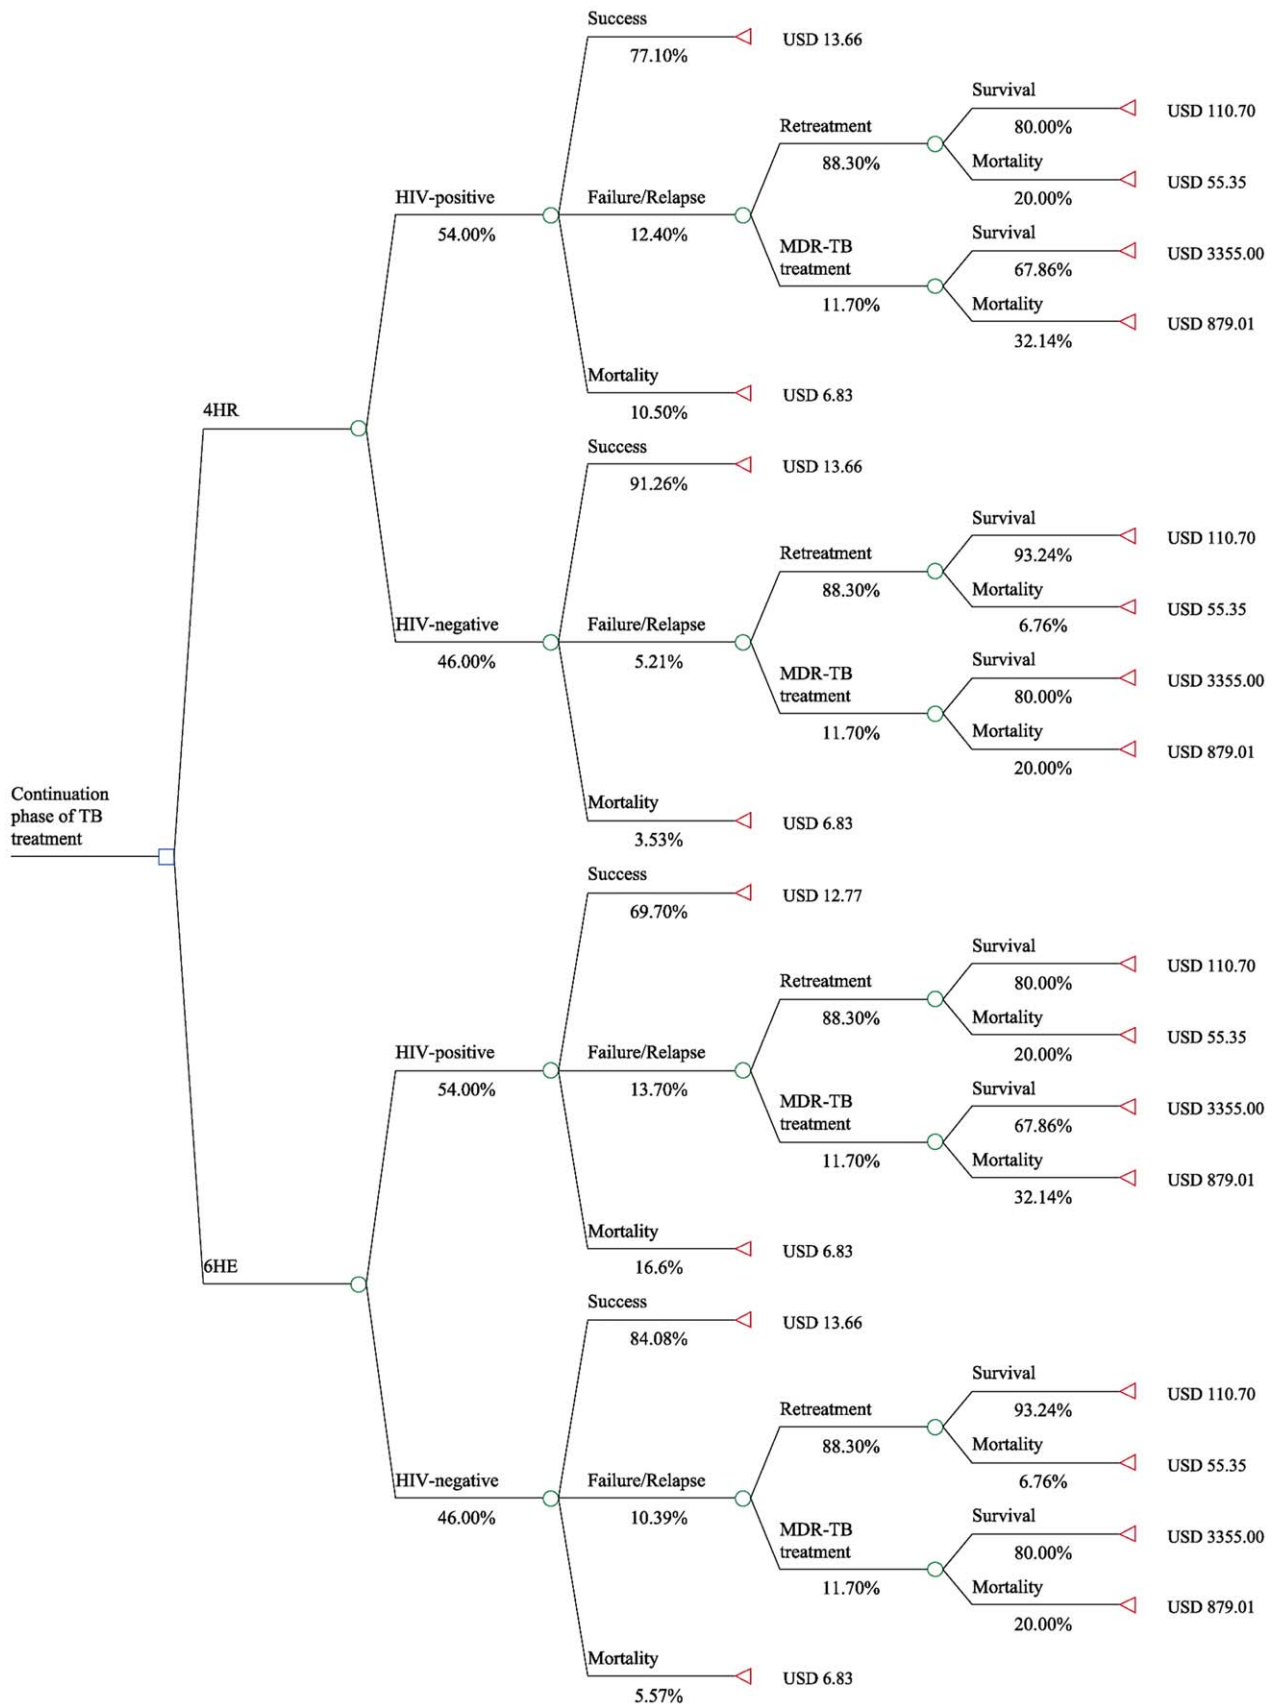 Success
77.10%
USD 13.66
Survival
80.00%
USD 110.70
Retreatment
88.30%
Mortality
20.00%
USD 55.35
HIV-positive
54.00%
Failure/Relapse
12.40%
Survival
67.86%
USD 3355.00
MDR-TB
treatment
11.70%
Mortality
32.14%
USD 879.01
Mortality
10.50%
USD 6.83
4HR
Success
91.26%
USD 13.66
Survival
93.24%
USD 110.70
Retreatment
88.30%
Mortality
6.76%
USD 55.35
HIV-negative
46.00%
Failure/Relapse
5.21%
Survival
80.00%
USD 3355.00
MDR-TB
treatment
11.70%
Mortality
20.00%
USD 879.01
Mortality
3.53%
USD 6.83
Continuation
phase of TB
treatment
Success
69.70%
USD 12.77
Survival
80.00%
USD 110.70
Retreatment
88.30%
Mortality
20.00%
USD 55.35
HIV-positive
54.00%
Failure/Relapse
13.70%
Survival
67.86%
USD 3355.00
MDR-TB
treatment
11.70%
Mortality
32.14%
USD 879.01
Mortality
16.6%
USD 6.83
6HE
Success
84.08%
USD 13.66
Survival
93.24%
USD 110.70
Retreatment
88.30%
Mortality
6.76%
USD 55.35
HIV-negative
46.00%
Failure/Relapse
10.39%
Survival
80.00%
USD 3355.00
MDR-TB
treatment
11.70%
Mortality
20.00%
USD 879.01
Mortality
5.57%
USD 6.83